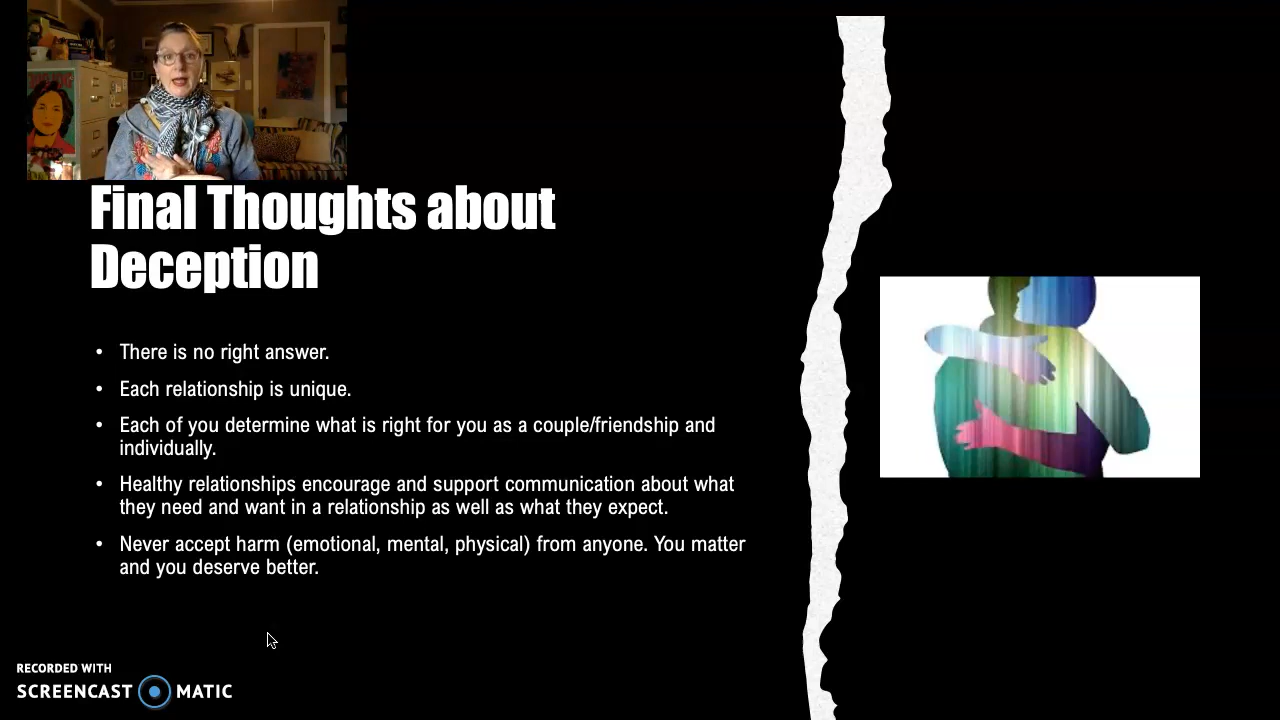 Final Thoughts about
Deception
• There is no right answer.
• Each relationship is unique.
• Each of you determine what is right for you as a couple/friendship and
individually.
• Healthy relationships encourage and support communication about what
they need and want in a relationship as well as what they expect.
• Never accept harm (emotional, mental, physical) from anyone. You matter
and you deserve better.
RECORDED WITH
SCREENCAST MATIC